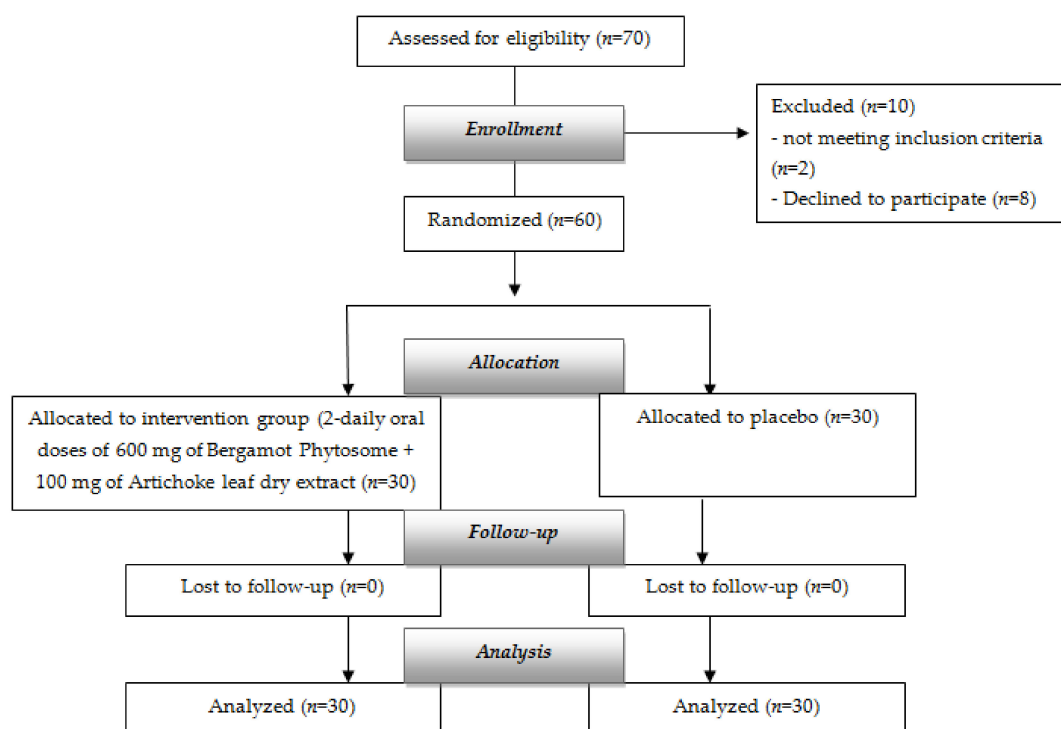 Assessed for eligibility (n=70)
Enrollment
Excluded (n=10)
- not meeting inclusion criteria
(n=2)
- Declined to participate (n=8)
Randomized (n=60)
Allocation
Allocated to intervention group (2-daily oral
doses of 600 mg of Bergamot Phytosome +
100 mg of Artichoke leaf dry extract (n=30)
Allocated to placebo (n=30)
Follow-up
Lost to follow-up (n=0)
Lost to follow-up (n=0)
Analysis
Analyzed (n=30)
Analyzed (n=30)